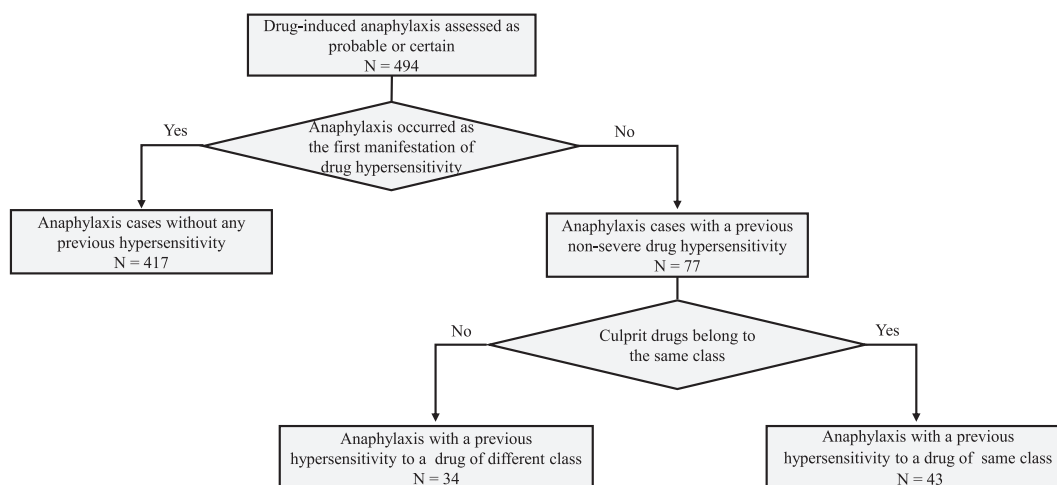 Drug-induced anaphylaxis assessed as
probable or certain
N = 494
Yes
Anaphylaxis occurred as
the first manifestation of
drug hypersensitivity
No
Anaphylaxis cases without any
previous hypersensitivity
N = 417
Anaphylaxis cases with a previous
non-severe drug hypersensitivity
N = 77
No
Culprit drugs belong to
the same class
Yes
Anaphylaxis with a previous
hypersensitivity to a drug of different class
N = 34
Anaphylaxis with a previous
hypersensitivity to a drug of same class
N = 43